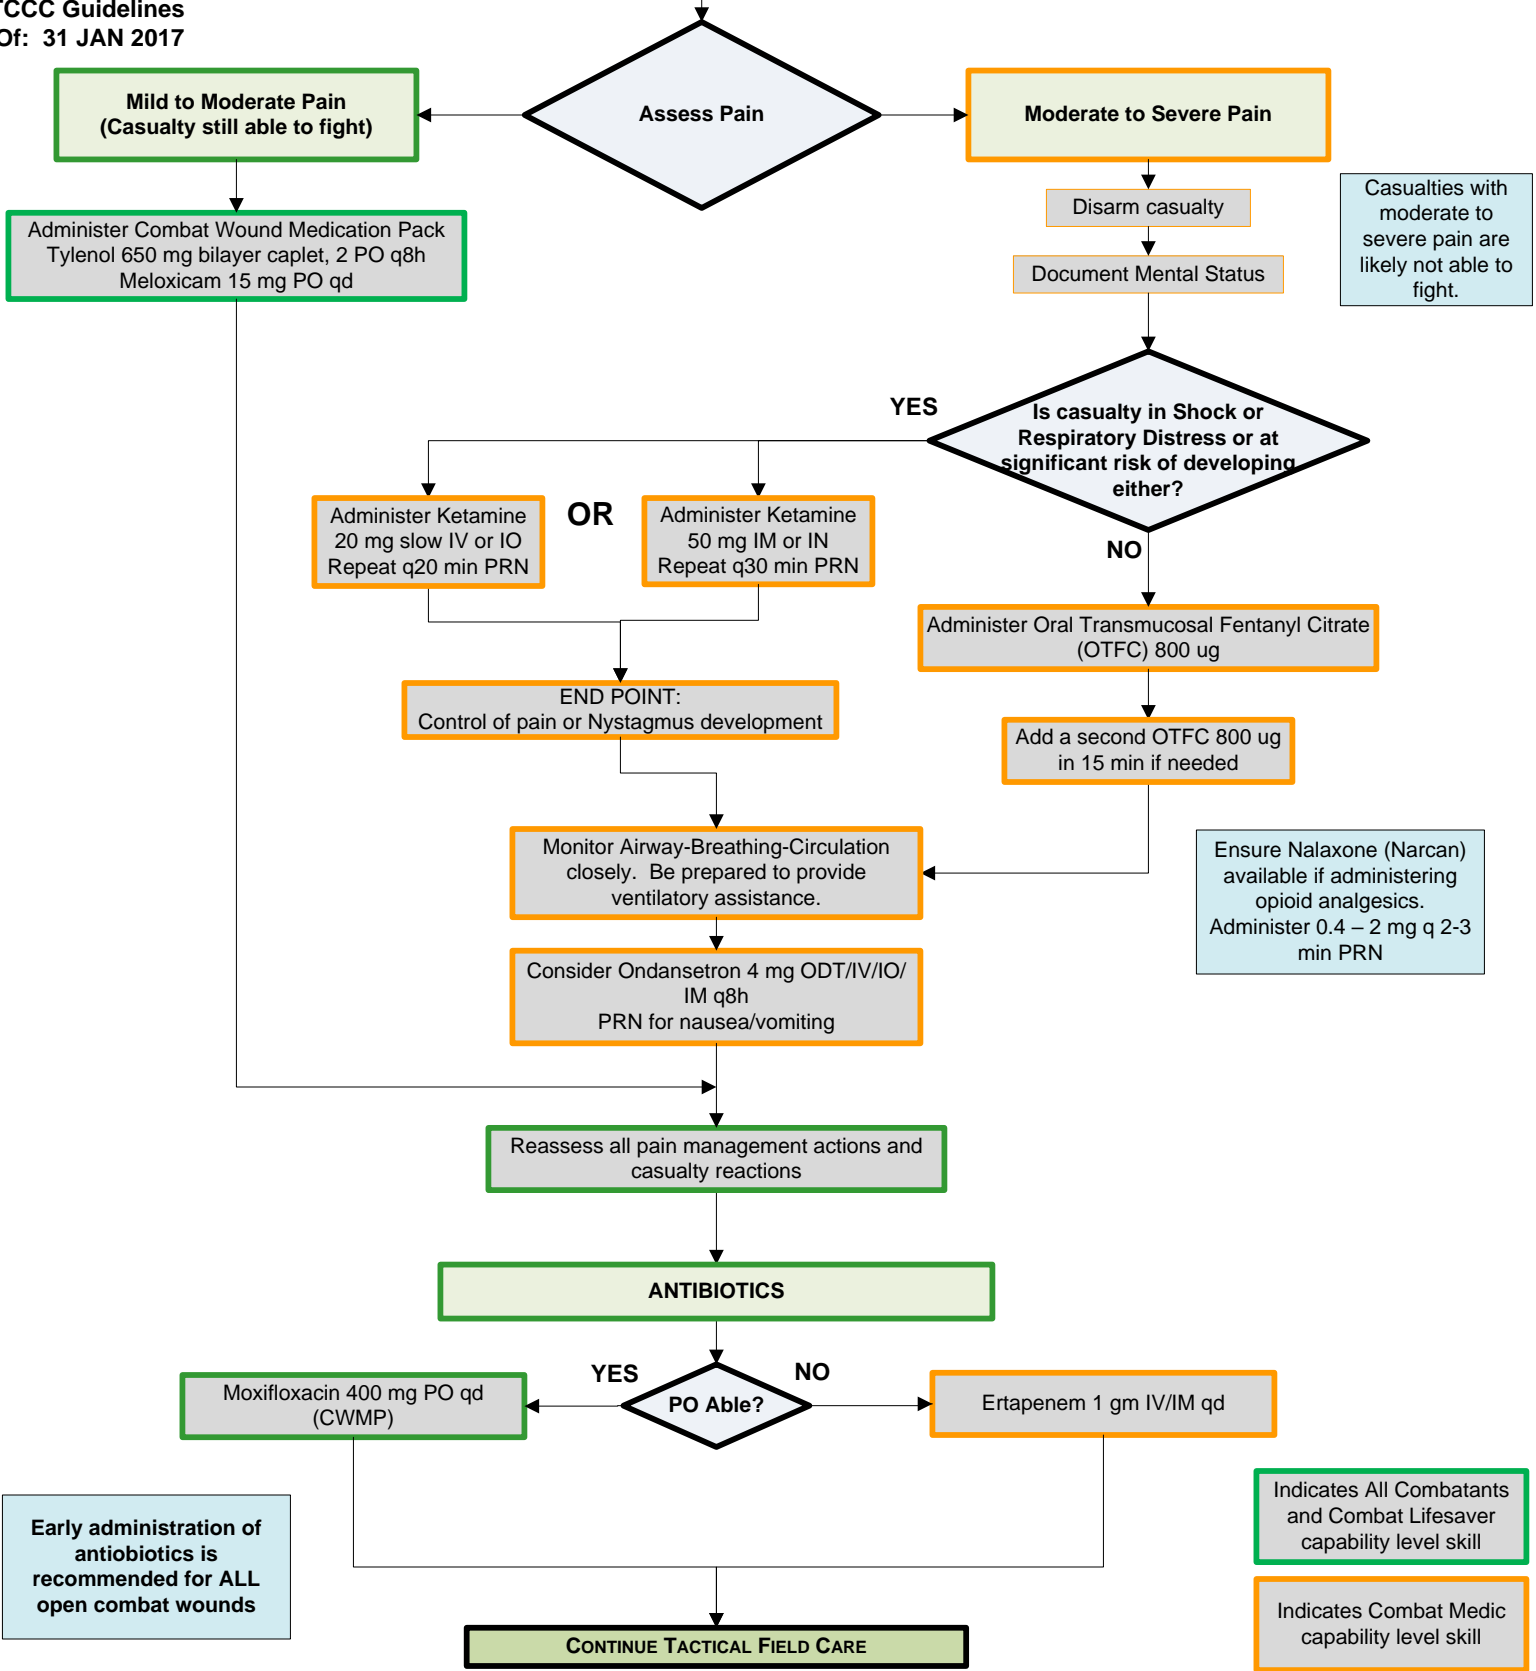 TCCC Guidelines
Of: 31 JAN 2017
Assess Pain
Mild to Moderate Pain
(Casualty still able to fight)
Moderate to Severe Pain
Administer Combat Wound Medication Pack
Tylenol 650 mg bilayer caplet, 2 PO q8h
Meloxicam 15 mg PO qd
Disarm casualty
Document Mental Status
Casualties with
moderate to
severe pain are
likely not able to
fight.
Is casualty in Shock or
Respiratory Distress or at
significant risk of developing
either?
YES
NO
Administer Ketamine
20 mg slow IV or IO
Repeat q20 min PRN
OR
Administer Ketamine
50 mg IM or IN
Repeat q30 min PRN
Administer Oral Transmucosal Fentanyl Citrate
(OTFC) 800 ug
END POINT:
Control of pain or Nystagmus development
Add a second OTFC 800 ug
in 15 min if needed
Monitor Airway-Breathing-Circulation
closely.  Be prepared to provide
ventilatory assistance.
Ensure Nalaxone (Narcan)
available if administering
opioid analgesics.
Administer 0.4 – 2 mg q 2-3
min PRN
Consider Ondansetron 4 mg ODT/IV/IO/
IM q8h
PRN for nausea/vomiting
Reassess all pain management actions and
casualty reactions
ANTIBIOTICS
PO Able?
YES
NO
Moxifloxacin 400 mg PO qd
(CWMP)
Ertapenem 1 gm IV/IM qd
Early administration of
antiobiotics is
recommended for ALL
open combat wounds
Indicates All Combatants
and Combat Lifesaver
capability level skill
Indicates Combat Medic
capability level skill
CONTINUE TACTICAL FIELD CARE